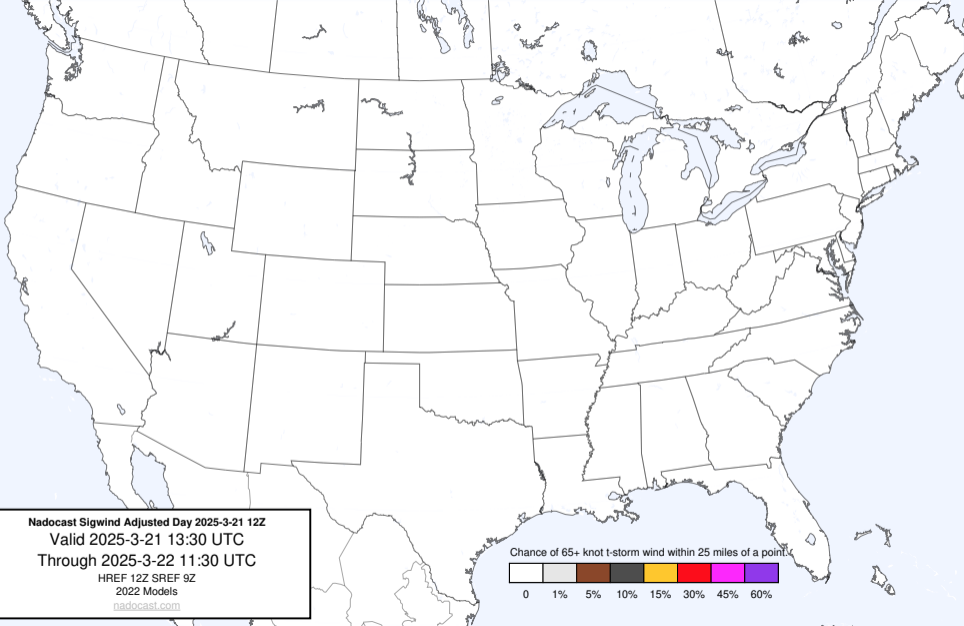 Nadocast Sigwind Adjusted Day 2025-3-21 12Z
Valid 2025-3-21 13:30 UTC
Through 2025-3-22 11:30 UTC
HREF 12Z SREF 9Z
2022 Models
nadocast.com
Chance of 65+ knot t-storm wind within 25 miles of a point.
0 1% 5% 10% 15% 30% 45% 60%